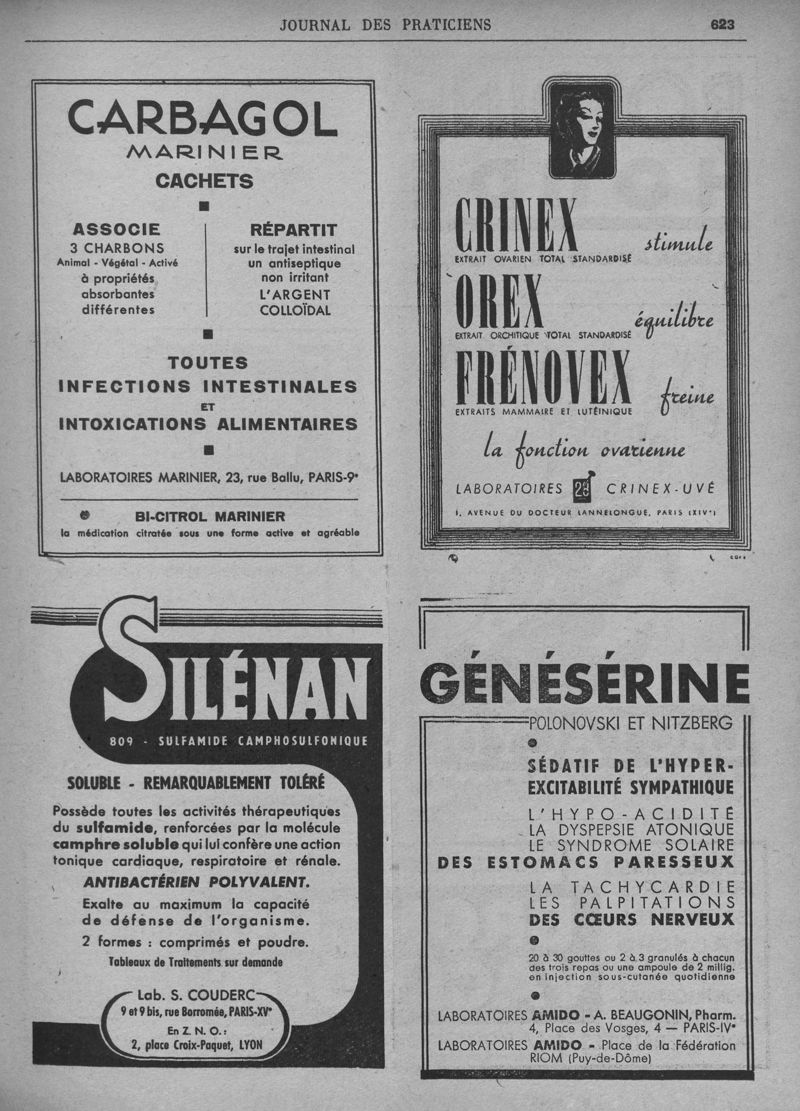 JOURNAL DES PRATICIENS
623
CARBAGOL
MARINIER
CACHETS
ASSOCIE
3 CHARBONS
Animal - Végétal - Activé
à propriétés
absorbantes
différentes
RÉPARTIT
sur le trajet intestinal
un antiseptique
non irritant
L'ARGENT
COLLOÏDAL
TOUTES
INFECTIONS INTESTINALES
ET
INTOXICATIONS ALIMENTAIRES
LABORATOIRES MARINIER, 23, rue Ballu, PARIS-9e
BI-CITROL MARINIER
la médication citratée sous une forme active et agréable
CRINEX stimule
EXTRAIT OVARIEN TOTAL STANDARDISÉ
OREX équilibre
EXTRAIT ORCHITIQUE TOTAL STANDARDISÉ
FRÉNOVEX freine
EXTRAITS MAMMAIRE ET LUTÉINIQUE
la fonction ovarienne
LABORATOIRES CRINEX-UVÉ
1, AVENUE DU DOCTEUR LANNELONGUE, PARIS (XIVe)
SILÉNAN
809 - SULFAMIDE CAMPHOSULFONIQUE
SOLUBLE - REMARQUABLEMENT TOLÉRÉ
Possède toutes les activités thérapeutiques
du sulfamide, renforcées par la molécule
camphre soluble qui lui confère une action
tonique cardiaque, respiratoire et rénale.
ANTIBACTÉRIEN POLYVALENT.
Exalte au maximum la capacité
de défense de l'organisme.
2 formes : comprimés et poudre.
Tableaux de Traitements sur demande
Lab. S. COUDERC
9 et 9 bis, rue Borromée, PARIS-XVe
En Z. N. O. :
2, place Croix-Paquet, LYON
GÉNÉSÉRINE
POLONOVSKI ET NITZBERG
SÉDATIF DE L'HYPER-
EXCITABILITÉ SYMPATHIQUE
L'HYPO-ACIDITÉ
LA DYSPEPSIE ATONIQUE
LE SYNDROME SOLAIRE
DES ESTOMACS PARESSEUX
LA TACHYCARDIE
LES PALPITATIONS
DES CŒURS NERVEUX
20 à 30 gouttes ou 2 à 3 granulés à chacun
des trois repas ou une ampoule de 2 millig.
en injection sous-cutanée quotidienne
LABORATOIRES AMIDO - A. BEAUGONIN, Pharm.
4, Place des Vosges, 4 — PARIS-IVe
LABORATOIRES AMIDO - Place de la Fédération
RIOM (Puy-de-Dôme)